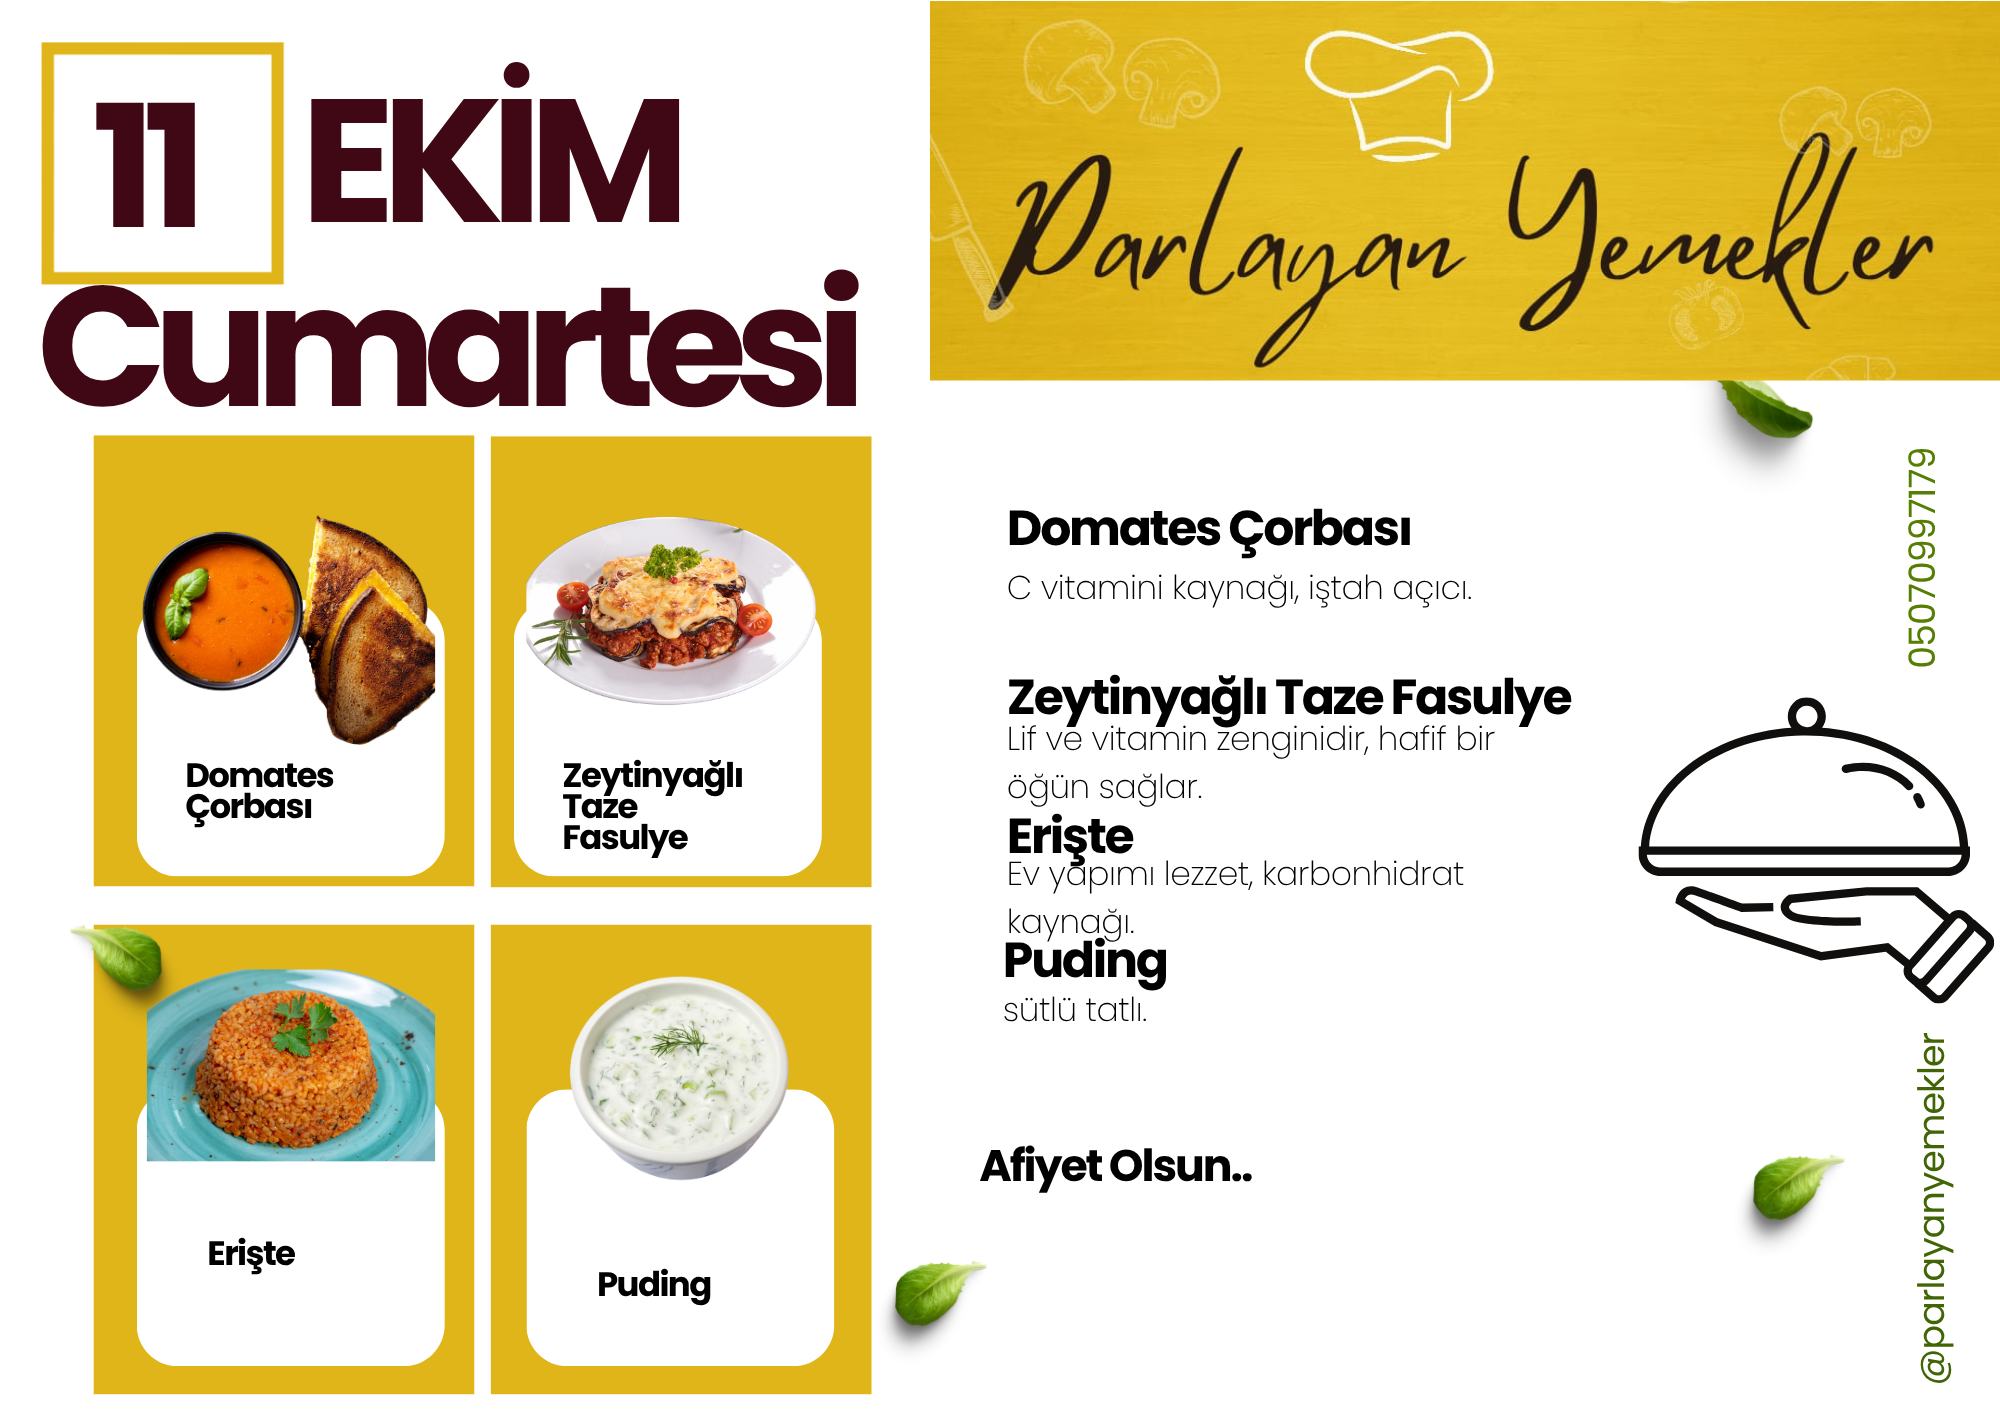 11 EKİM
Cumartesi
Parlayan Yemekler
Domates
Çorbası
Zeytinyağlı
Taze
Fasulye
Erişte
Puding
Domates Çorbası
C vitamini kaynağı, iştah açıcı.
Zeytinyağlı Taze Fasulye
Lif ve vitamin zenginidir, hafif bir
öğün sağlar.
Erişte
Ev yapımı lezzet, karbonhidrat
kaynağı.
Puding
sütlü tatlı.
Afiyet Olsun..
05070997179
@parlayanyemekler